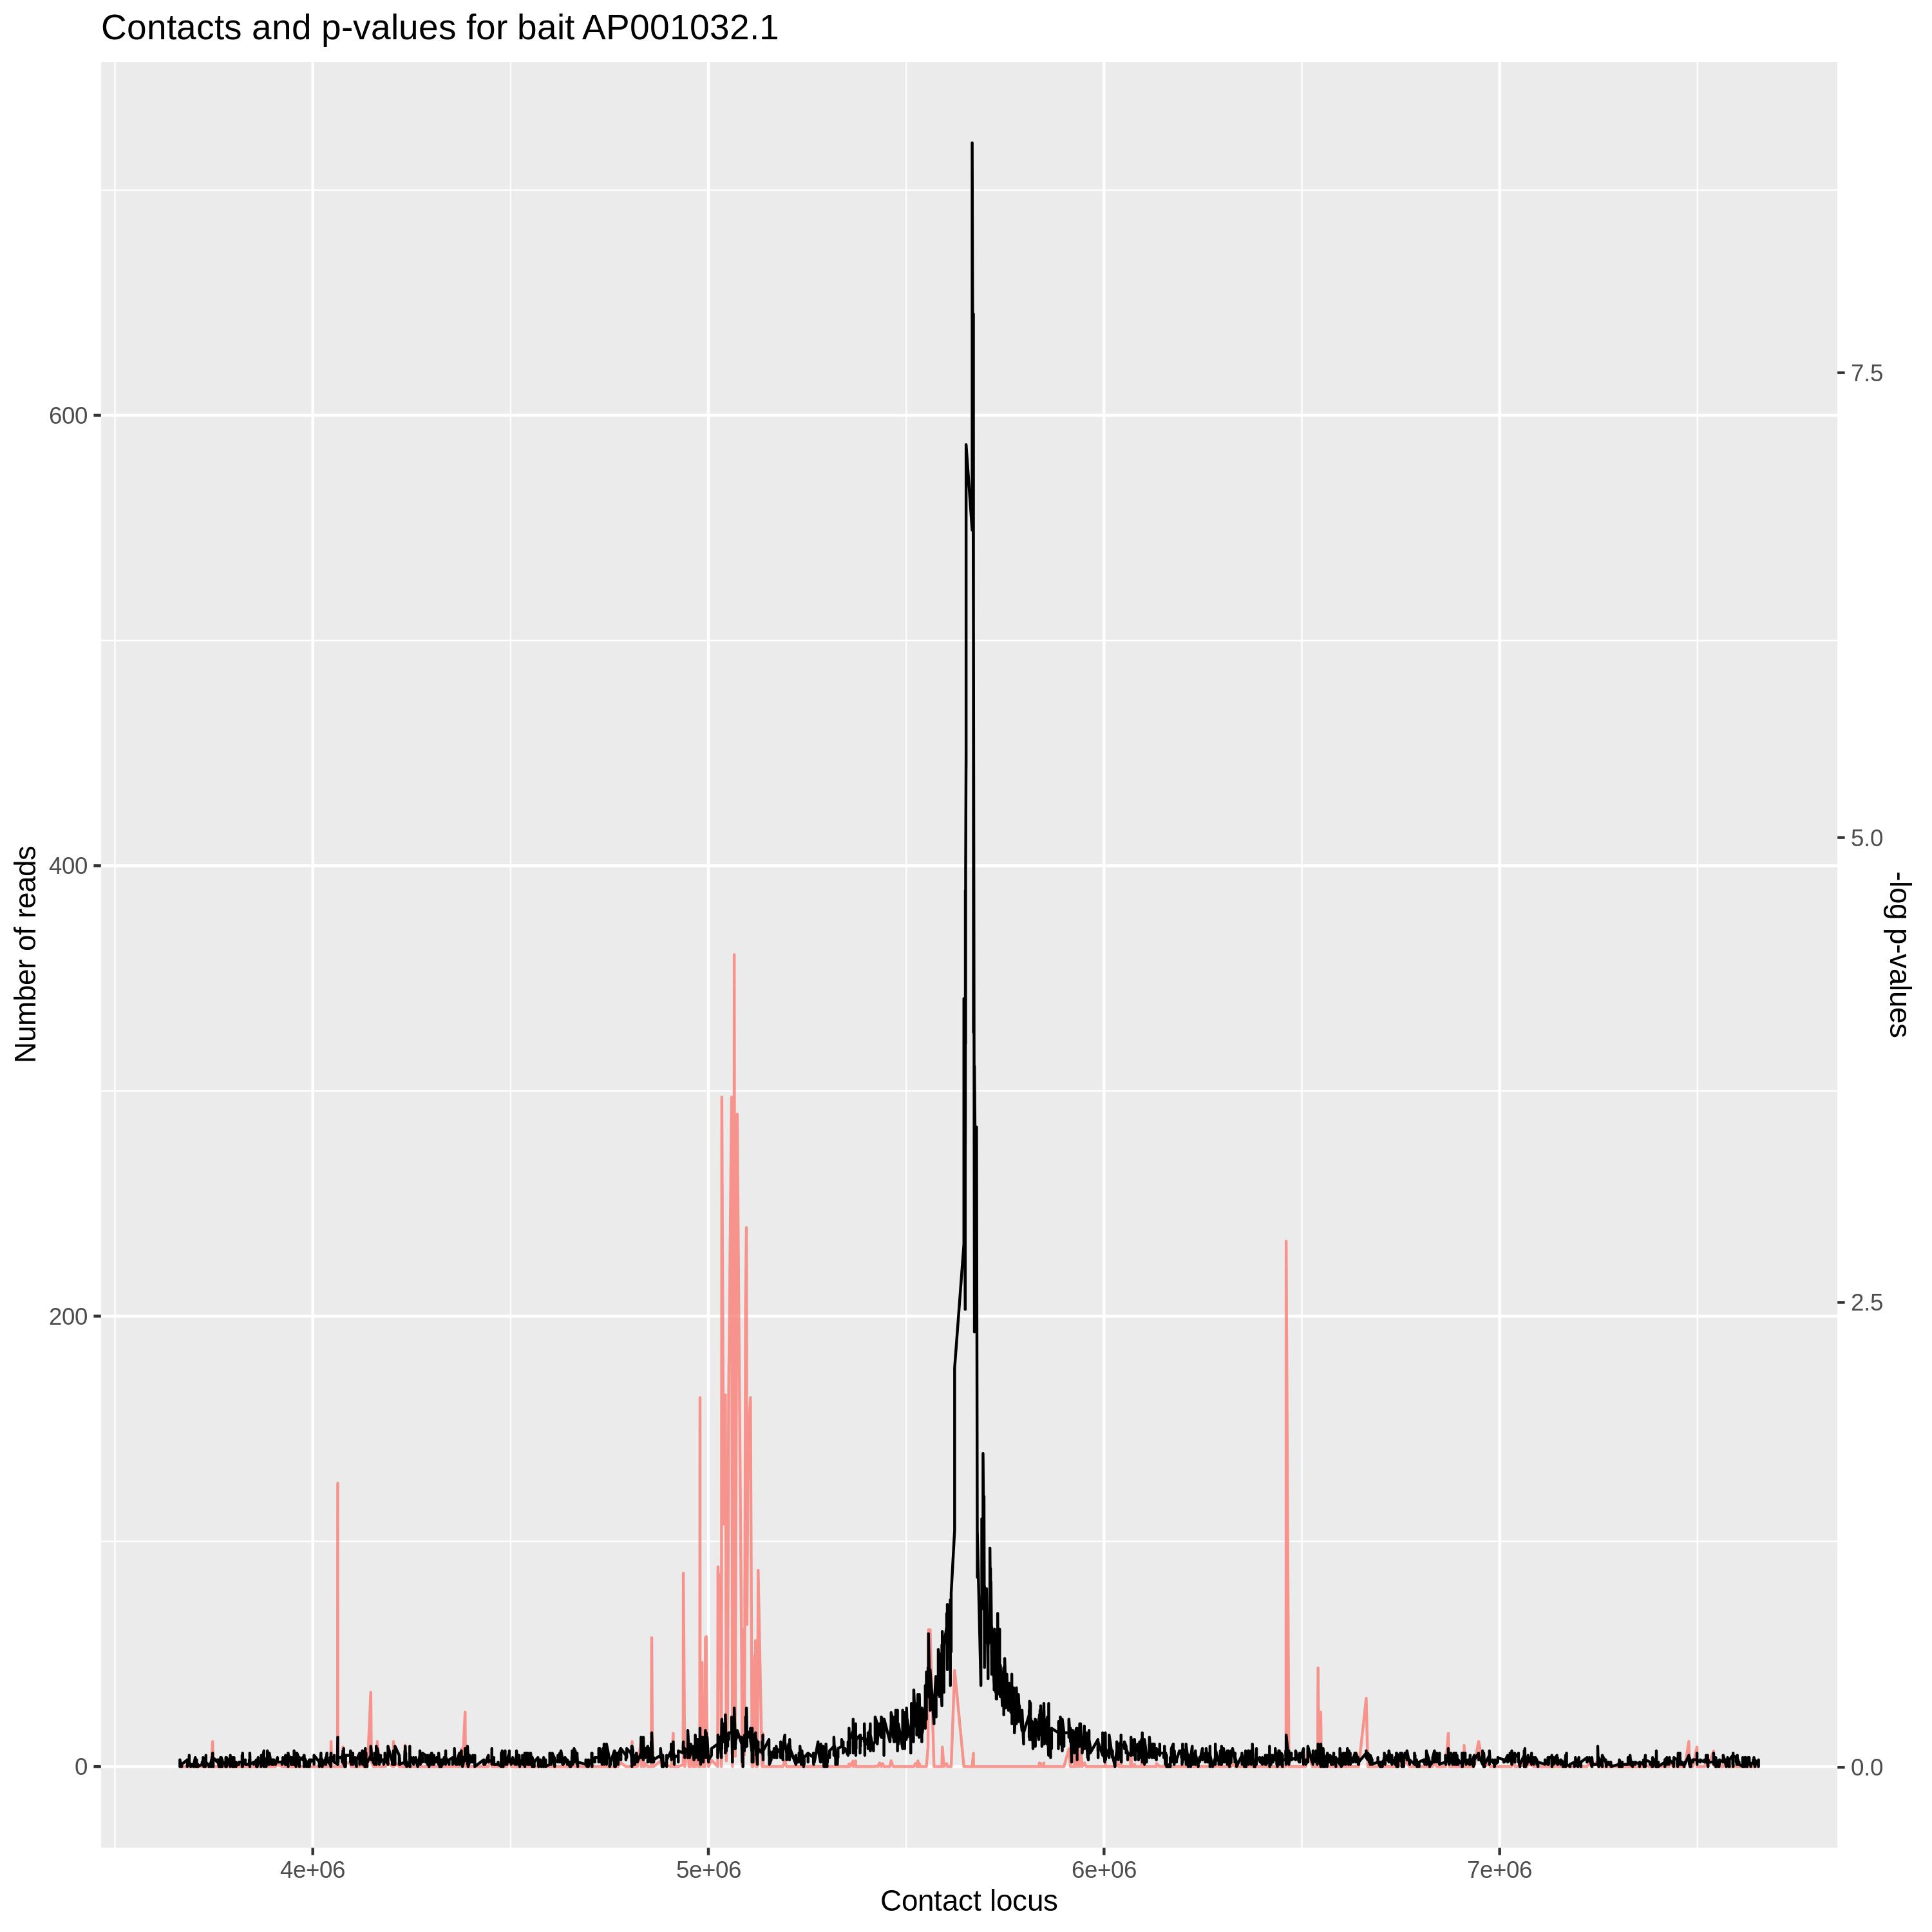 Contacts and p-values for bait AP001032.1
600
400
200
0
7.5
5.0
2.5
0.0
Number of reads
-log p-values
4e+06 5e+06 6e+06 7e+06
Contact locus